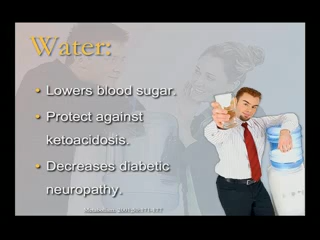 Water:
• Lowers blood sugar.
• Protect against
ketoacidosis.
• Decreases diabetic
neuropathy.